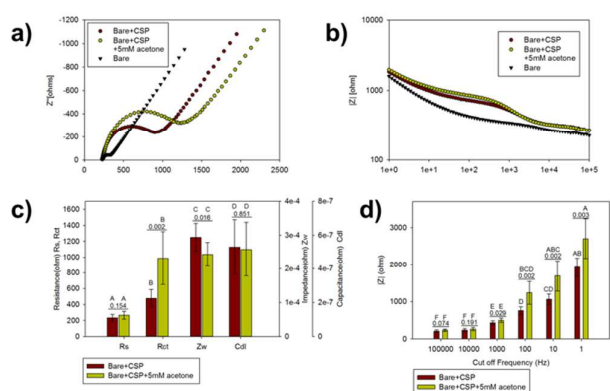 a)
Bare+CSP
Bare+CSP
+5mM acetone
Bare
-1200
-1000
-800
-600
-400
-200
0
Z"[ohms]
0 500 1000 1500 2000 2500
Z'[ohms]
b)
Bare+CSP
Bare+CSP
+5mM acetone
Bare
10000
1000
100
|Z| [ohms]
1e+0 1e+1 1e+2 1e+3 1e+4 1e+5
c)
1600
1400
1200
1000
800
600
400
200
0
Resistance(ohm) Rs, Rct
A A
0.154
B
0.002
B
C C
0.016
D D
0.851
Rs Rct Zw Cdl
4e-4
3e-4
2e-4
1e-4
0
Impedance(ohm) Zw
8e-7
6e-7
4e-7
2e-7
0
Capacitance(ohm) Cdl
Bare+CSP
Bare+CSP+5mM acetone
d)
2000
1000
0
|Z| (ohm)
F F
0.074
F F
0.191
E E
0.029
BCD
0.002
CD
ABC
0.002
A
0.003
AB
100000 10000 1000 100 10 1
Cut off Frequency (Hz)
Bare+CSP
Bare+CSP+5mM acetone